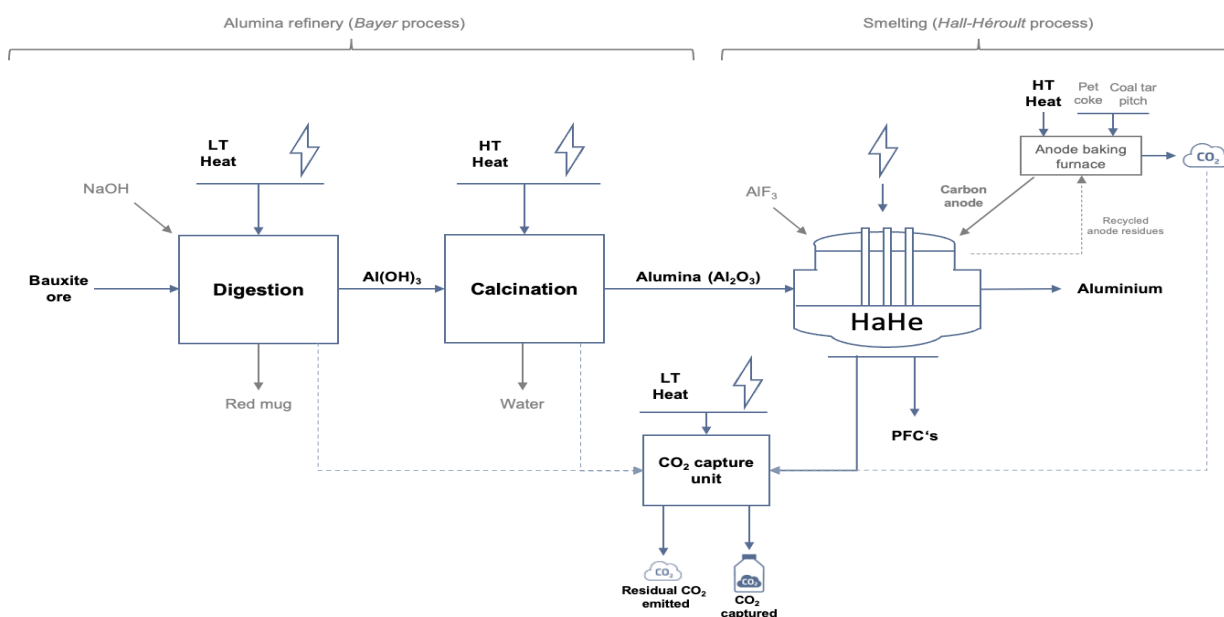 Alumina refinery (Bayer process)
Smelting (Hall-Héroult process)
HT
Heat
Pet
coke
Coal tar
pitch
LT
Heat
HT
Heat
Anode baking
furnace
CO₂
NaOH
AlF₃
Carbon
anode
Recycled
anode residues
Bauxite
ore
Digestion
Al(OH)₃
Calcination
Alumina (Al₂O₃)
HaHe
Aluminium
Red mug
Water
LT
Heat
PFC‘s
CO₂ capture
unit
CO₂
CO₂
Residual CO₂
emitted
CO₂
captured